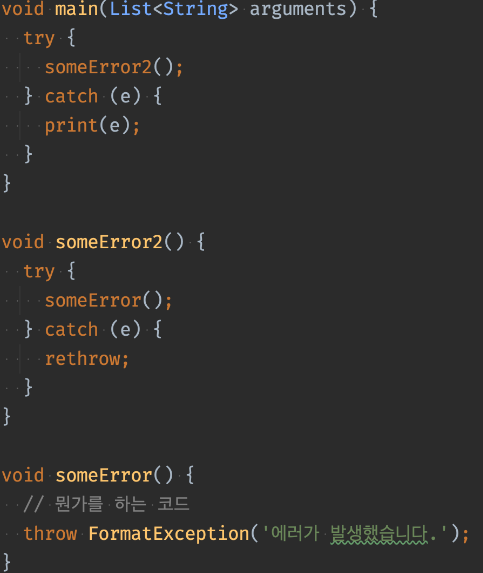 void main(List<String> arguments) {
  try {
    someError2();
  } catch (e) {
    print(e);
  }
}

void someError2() {
  try {
    someError();
  } catch (e) {
    rethrow;
  }
}

void someError() {
  // 뭔가를 하는 코드
  throw FormatException('에러가 발생했습니다.');
}